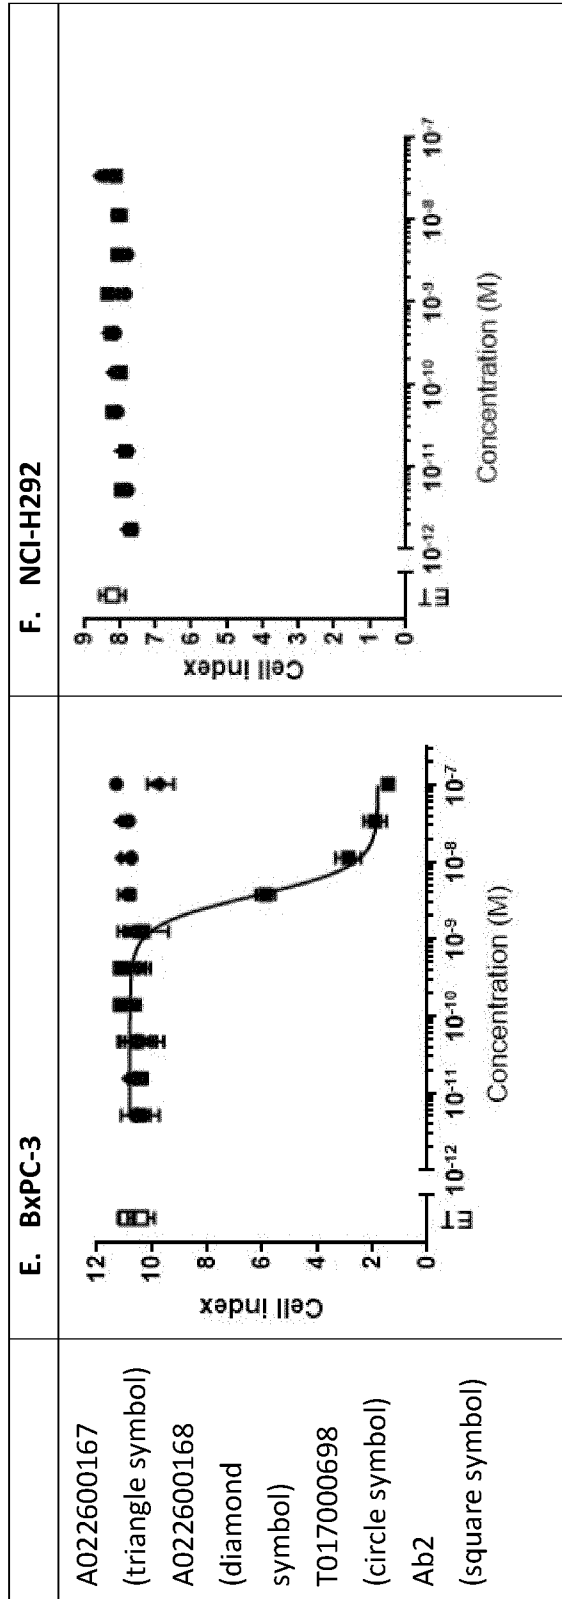 A022600167
(triangle symbol)
A022600168
(diamond
symbol)
T017000698
(circle symbol)
Ab2
(square symbol)
E. BxPC-3
Cell index
12
10
8
6
4
2
0
ET
10-12
10-11
10-10
10-9
10-8
10-7
Concentration (M)
F. NCI-H292
Cell index
9
8
7
6
5
4
3
2
1
0
ET
10-12
10-11
10-10
10-9
10-8
10-7
Concentration (M)